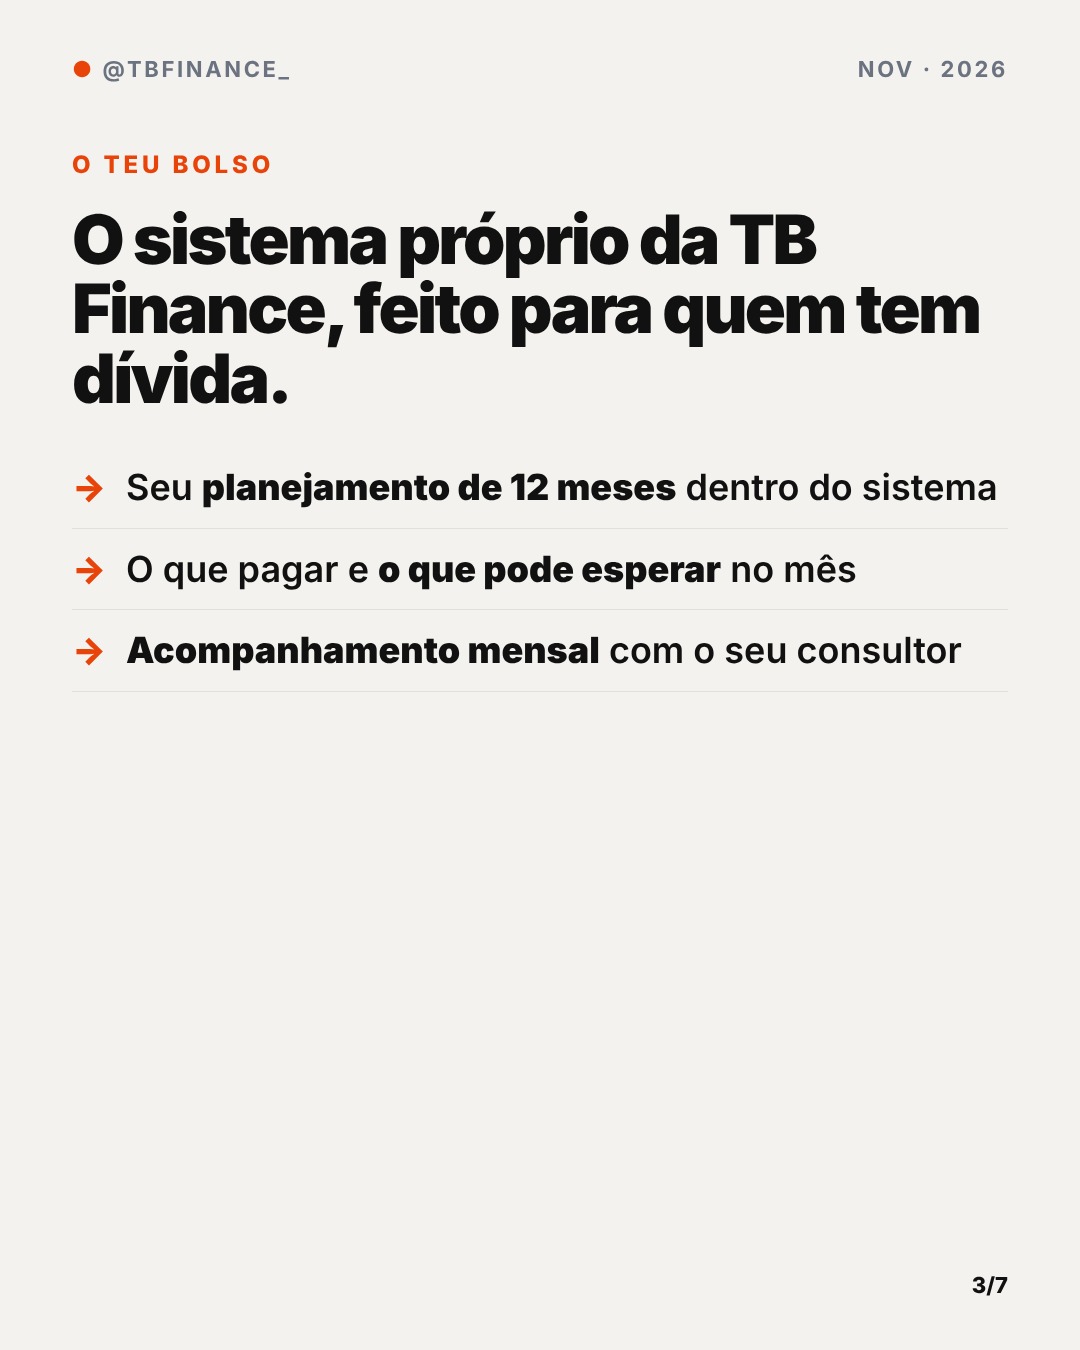 @TBFINANCE_
NOV · 2026
O TEU BOLSO
O sistema próprio da TB
Finance, feito para quem tem
dívida.
→ Seu planejamento de 12 meses dentro do sistema
→ O que pagar e o que pode esperar no mês
→ Acompanhamento mensal com o seu consultor
3/7